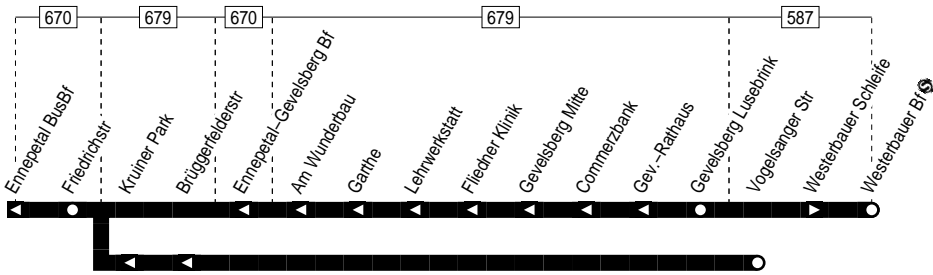 670
679
670
679
587
Ennepetal BusBf
Friedrichstr
Kruiner Park
Brüggerfelderstr
Ennepetal–Gevelsberg Bf
Am Wunderbau
Garthe
Lehrwerkstatt
Fliedner Klinik
Gevelsberg Mitte
Commerzbank
Gev.–Rathaus
Gevelsberg Lusebrink
Vogelsanger Str
Westerbauer Schleife
Westerbauer Bf S